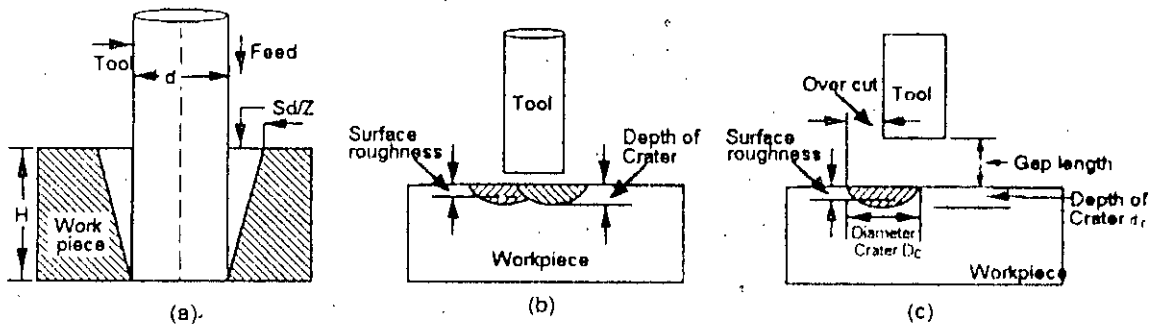 Tool
d
Feed
Sd/Z
H
Work
piece
(a)
Tool
Surface
roughness
Depth of
Crater
Workpiece
(b)
Over cut
Tool
Surface
roughness
Gap length
Depth of
Crater dr
Diameter
Crater Dc
Workpiece
(c)